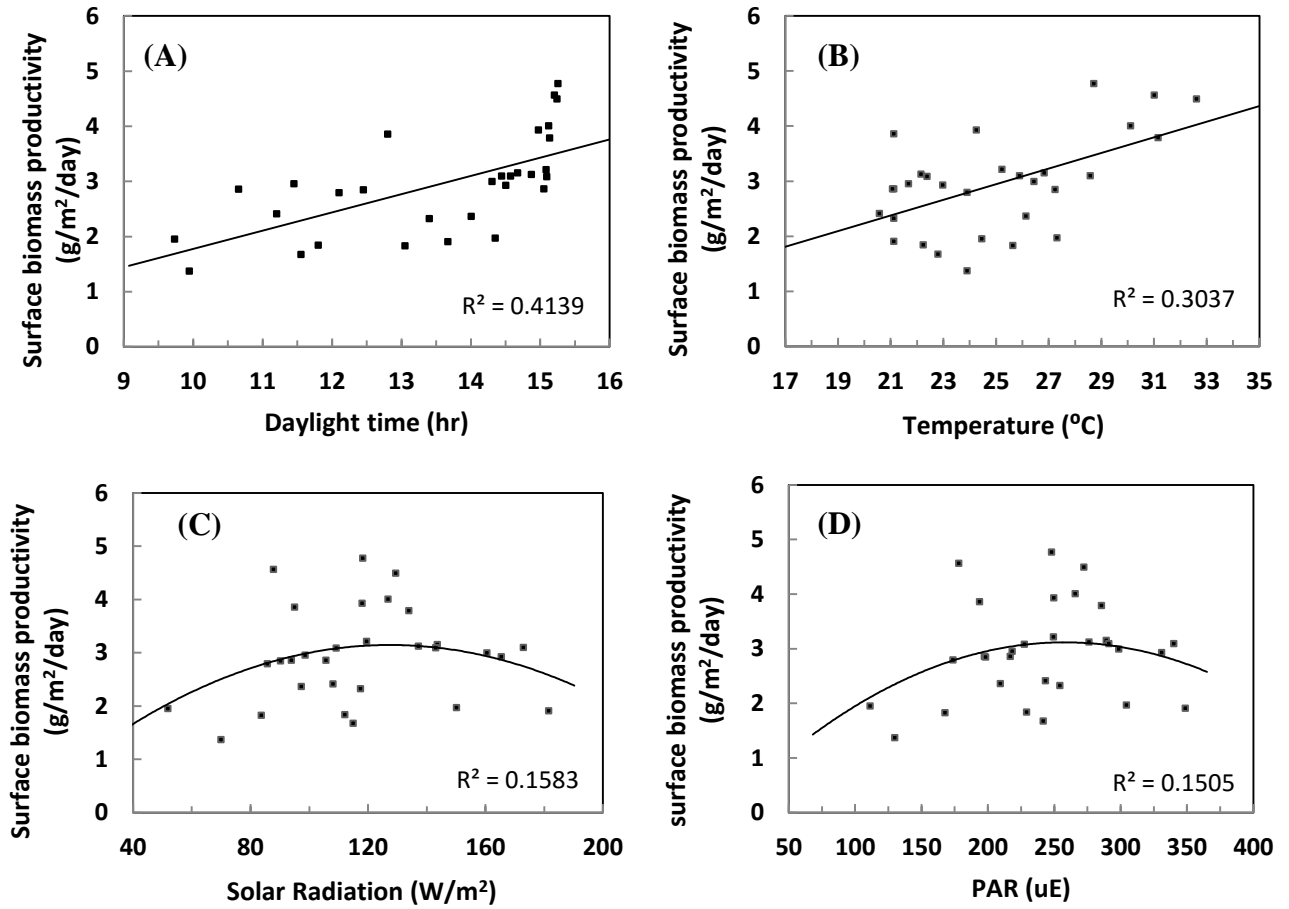 (A)
Surface biomass productivity
(g/m²/day)
6
5
4
3
2
1
0
R² = 0.4139
9 10 11 12 13 14 15 16
Daylight time (hr)
(B)
Surface biomass productivity
(g/m²/day)
6
5
4
3
2
1
0
R² = 0.3037
17 19 21 23 25 27 29 31 33 35
Temperature (⁰C)
(C)
Surface biomass productivity
(g/m²/day)
6
5
4
3
2
1
0
R² = 0.1583
40 80 120 160 200
Solar Radiation (W/m²)
(D)
surface biomass productivity
(g/m²/day)
6
5
4
3
2
1
0
R² = 0.1505
50 100 150 200 250 300 350 400
PAR (uE)